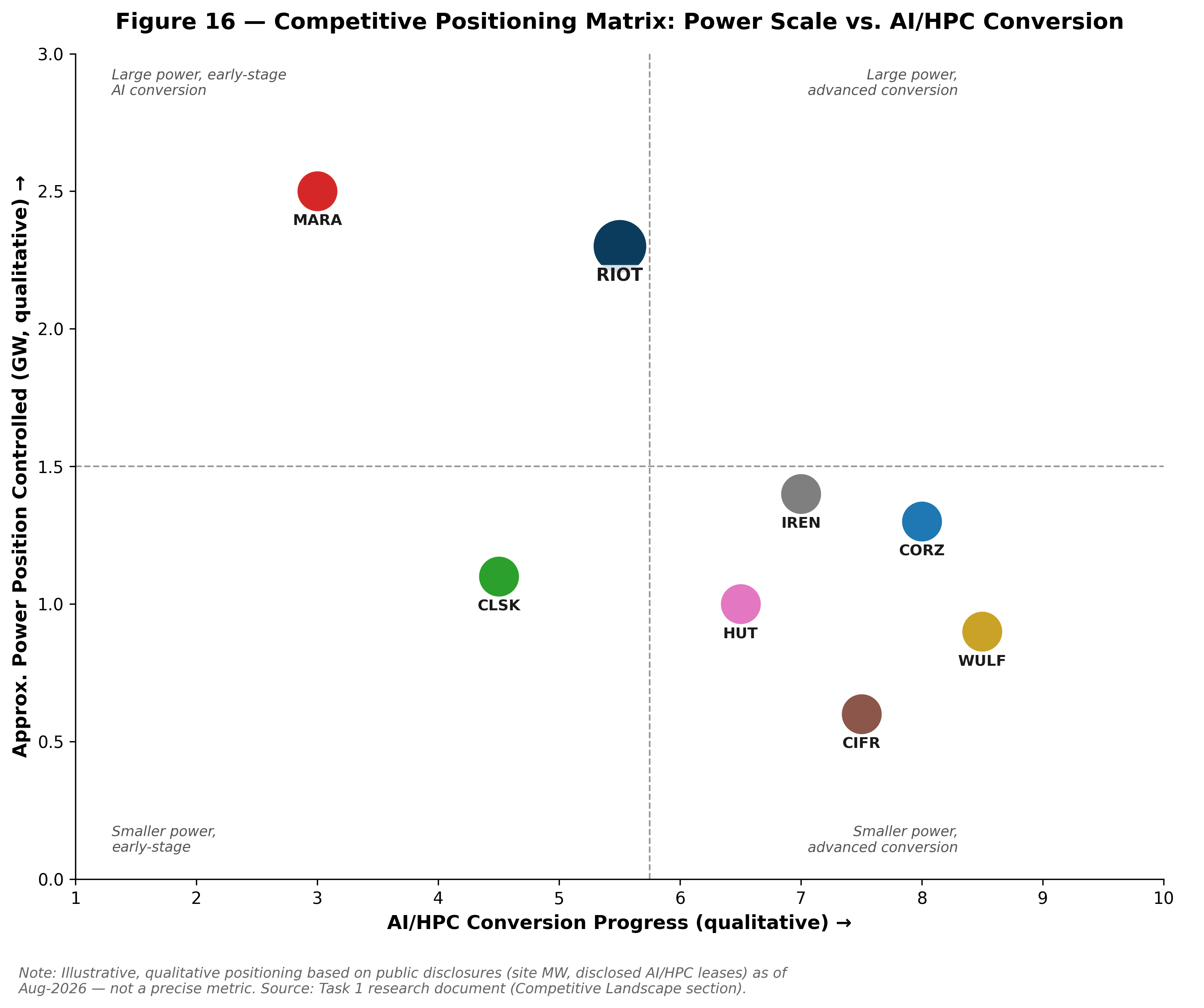 Figure 16 — Competitive Positioning Matrix: Power Scale vs. AI/HPC Conversion
Approx. Power Position Controlled (GW, qualitative) →
3.0
2.5
2.0
1.5
1.0
0.5
0.0
Large power, early-stage
AI conversion
Large power,
advanced conversion
MARA
RIOT
IREN
CORZ
CLSK
HUT
WULF
CIFR
Smaller power,
early-stage
Smaller power,
advanced conversion
1 2 3 4 5 6 7 8 9 10
AI/HPC Conversion Progress (qualitative) →
Note: Illustrative, qualitative positioning based on public disclosures (site MW, disclosed AI/HPC leases) as of
Aug-2026 — not a precise metric. Source: Task 1 research document (Competitive Landscape section).